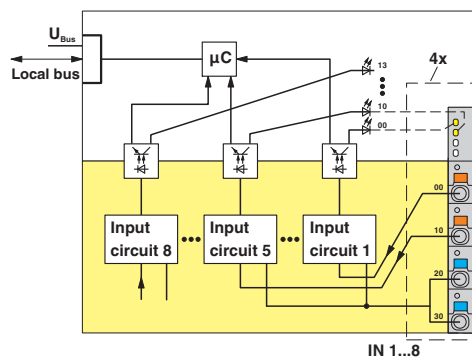 U Bus
Local bus
µC
13
10
00
4x
00
10
20
30
Input circuit 8
Input circuit 5
Input circuit 1
IN 1...8